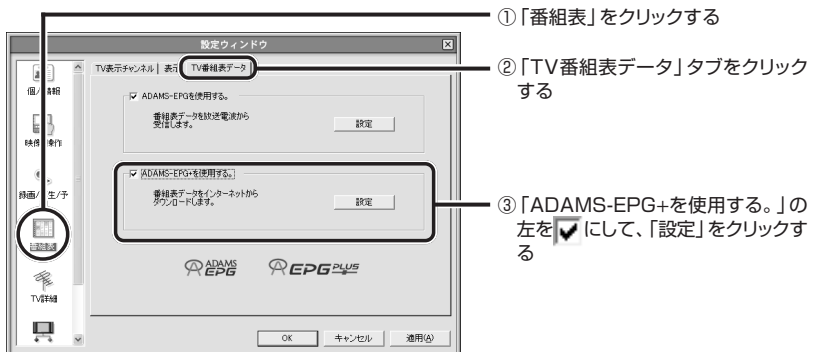 ①「番組表」をクリックする
設定ウィンドウ
TV表示チャンネル 表示 TV番組表データ
②「TV番組表データ」タブをクリック
する
ADAMS-EPGを使用する。
番組表データを放送電波から
受信します。
設定
ADAMS-EPG+を使用する。
番組表データをインターネットから
ダウンロードします。
設定
③「ADAMS-EPG+を使用する。」の
左を にして、「設定」をクリックす
る
番組表
TV詳細
ADAMS
EPG
EPG PLUS
OK
キャンセル
適用(A)